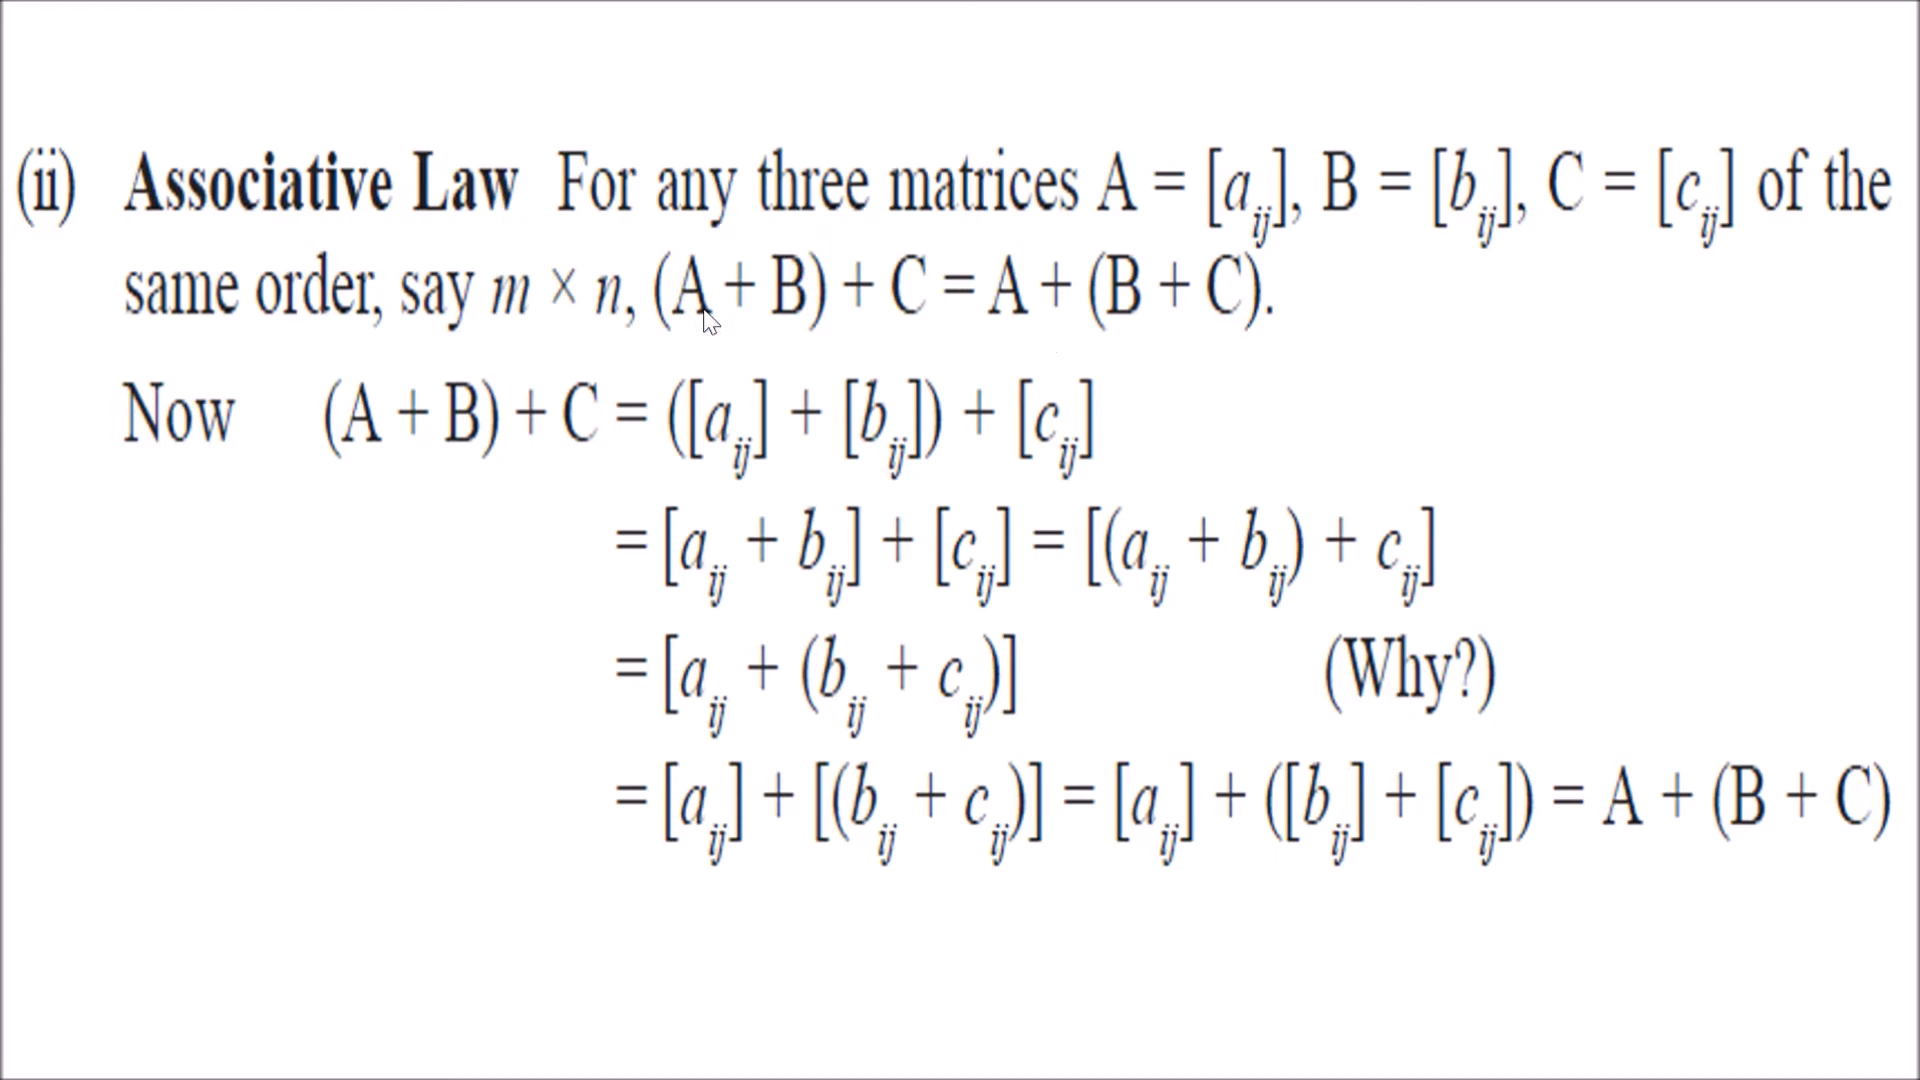 (ii) Associative Law For any three matrices A = [a_ij], B = [b_ij], C = [c_ij] of the
same order, say m × n, (A + B) + C = A + (B + C).
Now (A + B) + C = ([a_ij] + [b_ij]) + [c_ij]
= [a_ij + b_ij] + [c_ij] = [(a_ij + b_ij) + c_ij]
= [a_ij + (b_ij + c_ij)] (Why?)
= [a_ij] + [(b_ij + c_ij)] = [a_ij] + ([b_ij] + [c_ij]) = A + (B + C)